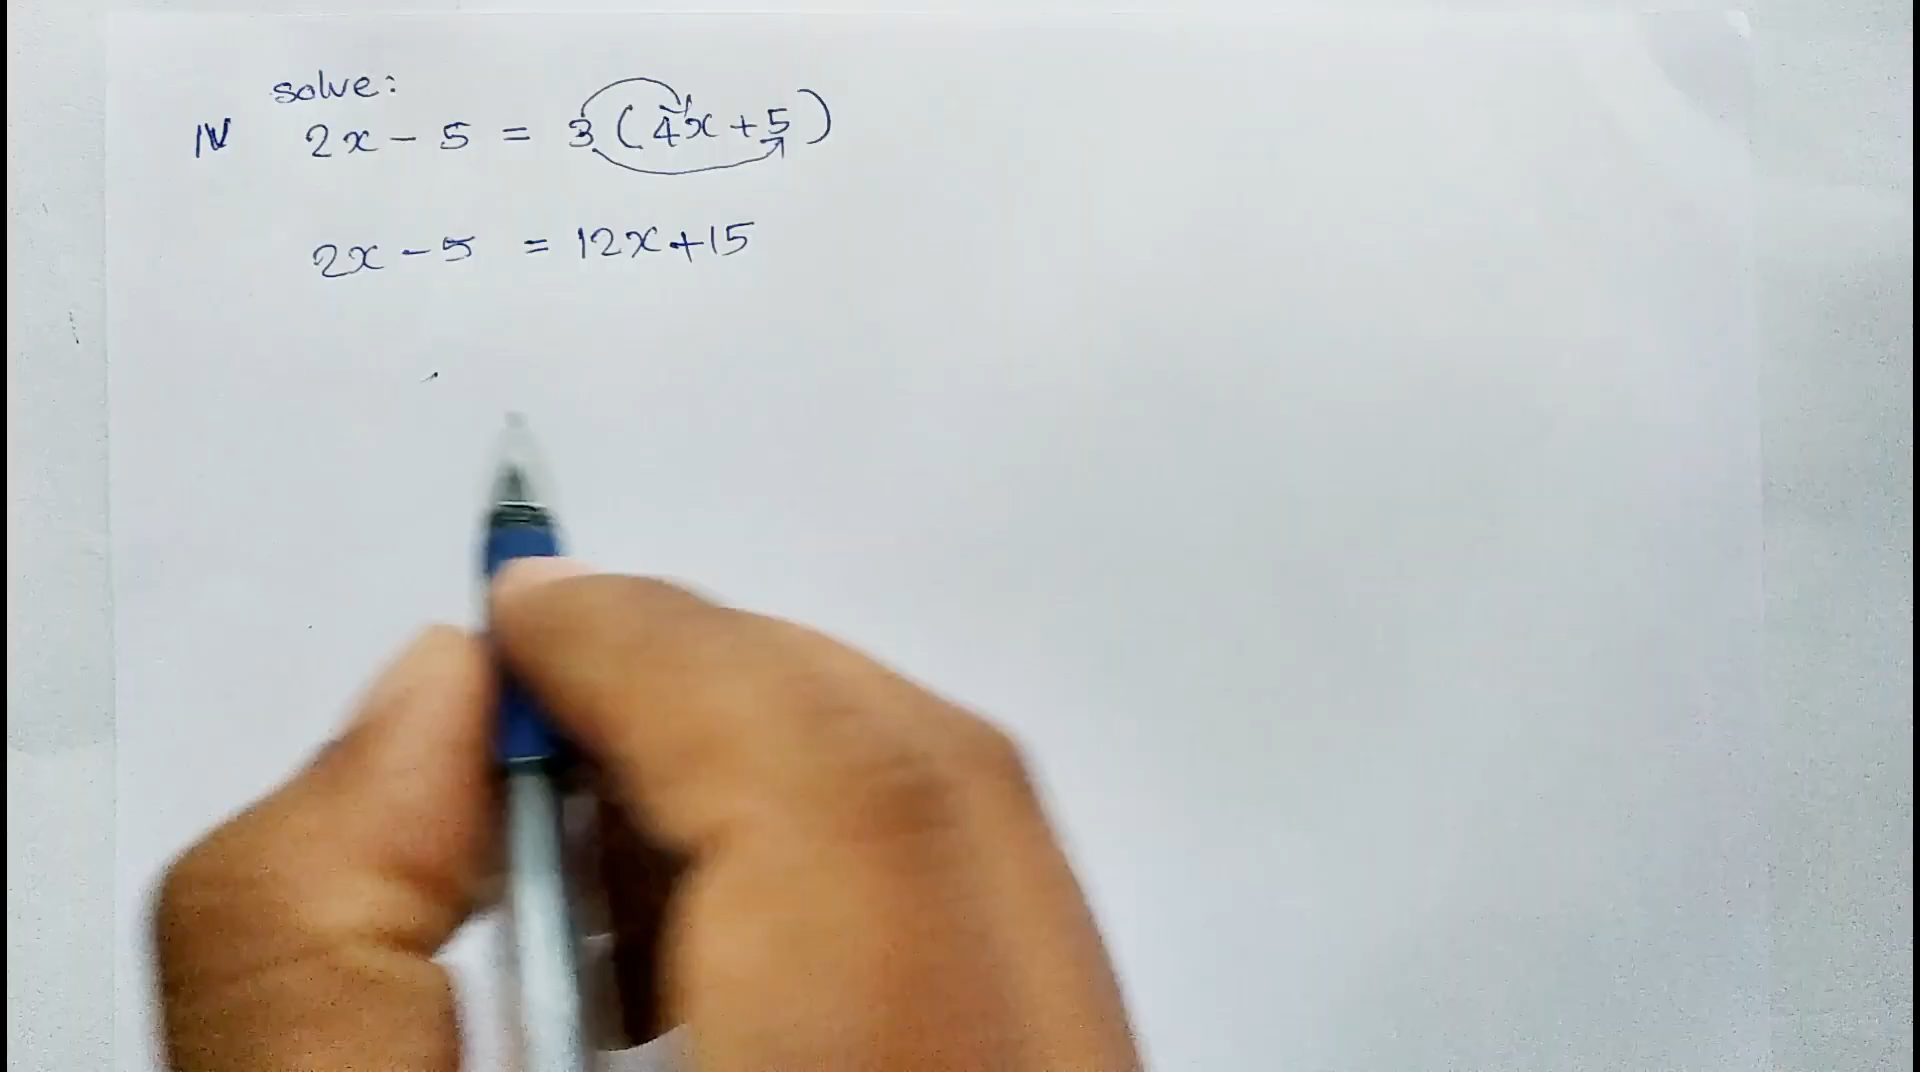 solve:
IV 2x - 5 = 3(4x+5)
2x - 5 = 12x+15